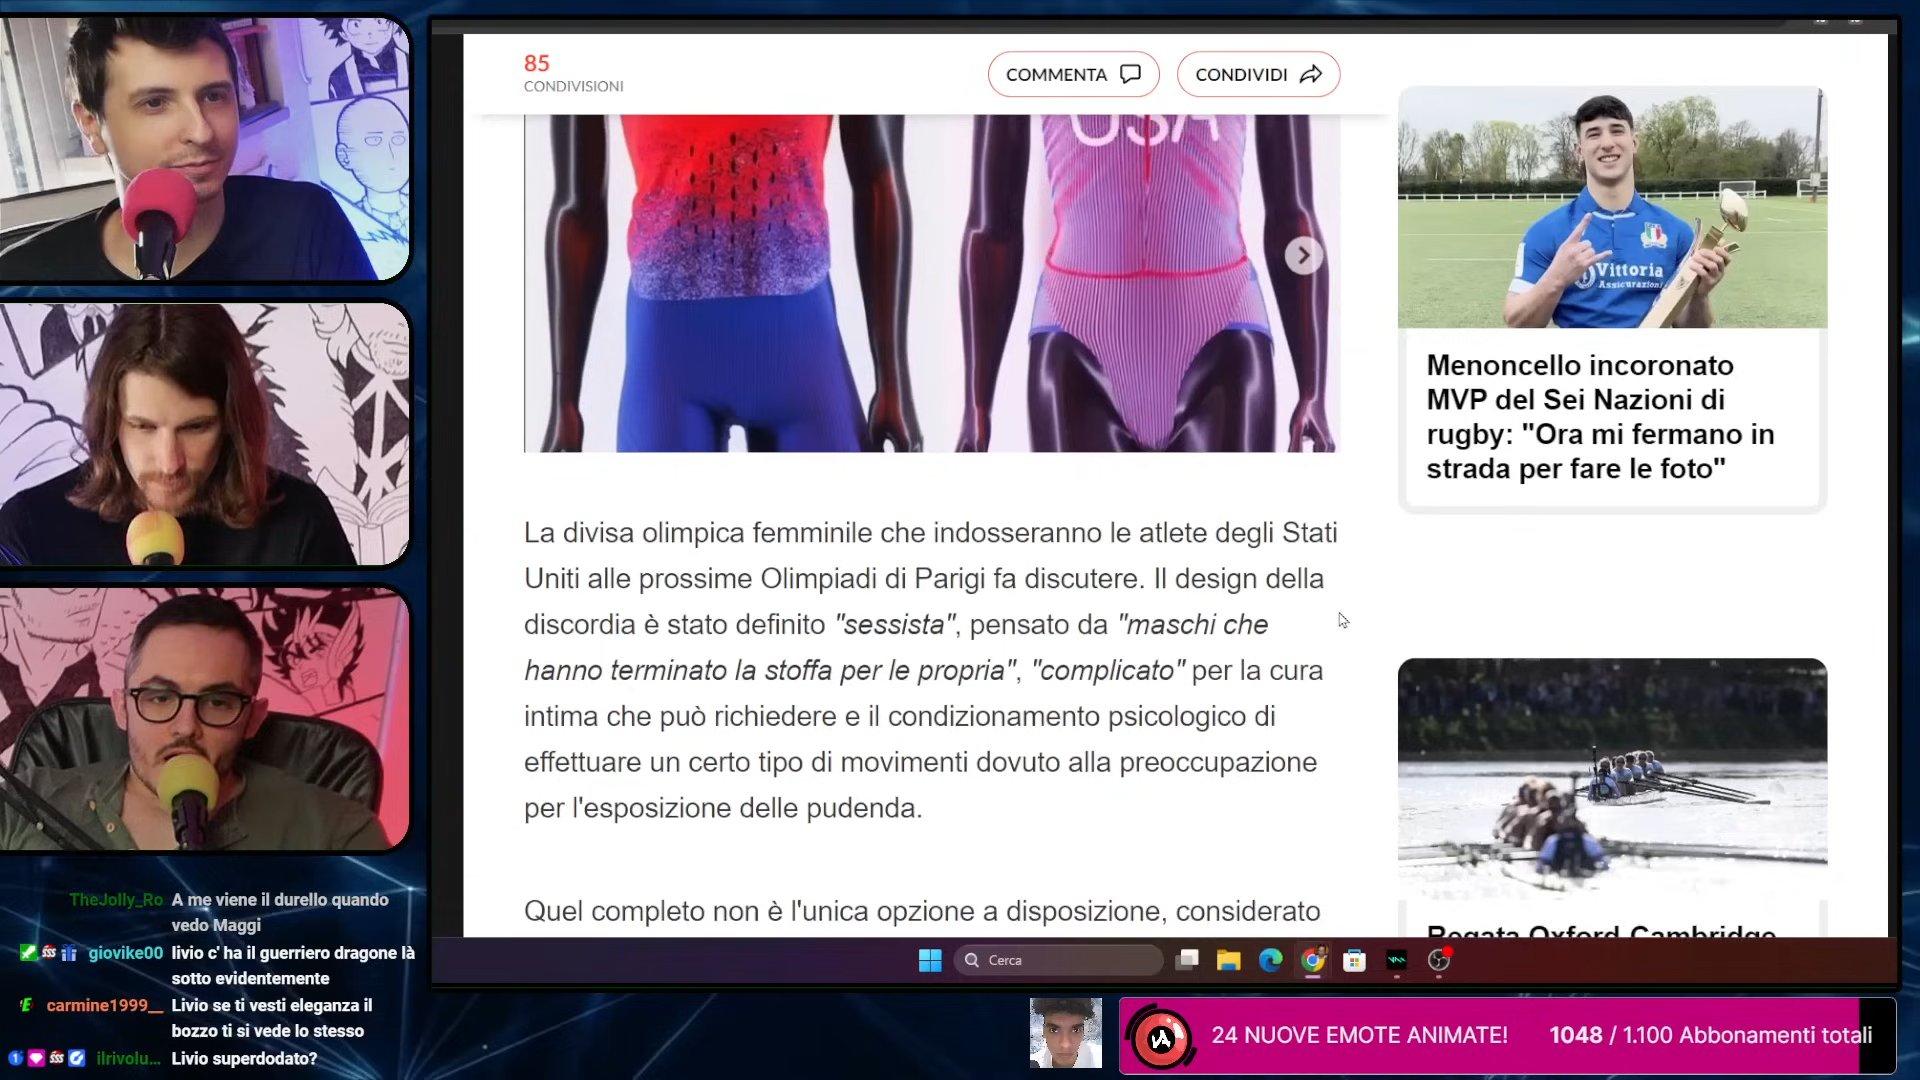 85
CONDIVISIONI
COMMENTA
CONDIVIDI
USA
Vittoria
Assicurazioni
Menoncello incoronato
MVP del Sei Nazioni di
rugby: "Ora mi fermano in
strada per fare le foto"
La divisa olimpica femminile che indosseranno le atlete degli Stati
Uniti alle prossime Olimpiadi di Parigi fa discutere. Il design della
discordia è stato definito "sessista", pensato da "maschi che
hanno terminato la stoffa per le propria", "complicato" per la cura
intima che può richiedere e il condizionamento psicologico di
effettuare un certo tipo di movimenti dovuto alla preoccupazione
per l'esposizione delle pudenda.
Quel completo non è l'unica opzione a disposizione, considerato
Regata Oxford-Cambridge
Cerca
TheJolly_Ro A me viene il durello quando
vedo Maggi
giovike00 livio c' ha il guerriero dragone là
sotto evidentemente
carmine1999__ Livio se ti vesti eleganza il
bozzo ti si vede lo stesso
ilrivolu... Livio superdodato?
24 NUOVE EMOTE ANIMATE! 1048 / 1.100 Abbonamenti totali